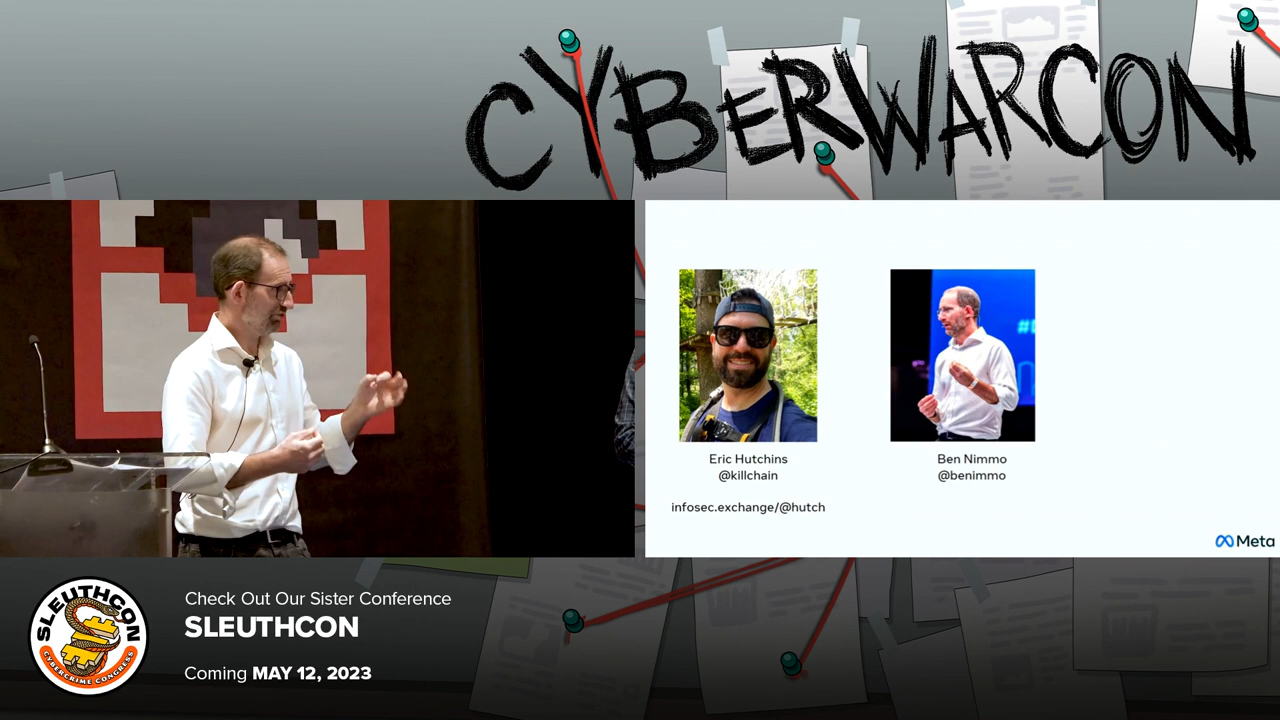 CYBERWARCON
Eric Hutchins
@killchain
infosec.exchange/@hutch
Ben Nimmo
@benimmo
Meta
SLEUTHCON
CYBERCRIME CONGRESS
Check Out Our Sister Conference
SLEUTHCON
Coming MAY 12, 2023